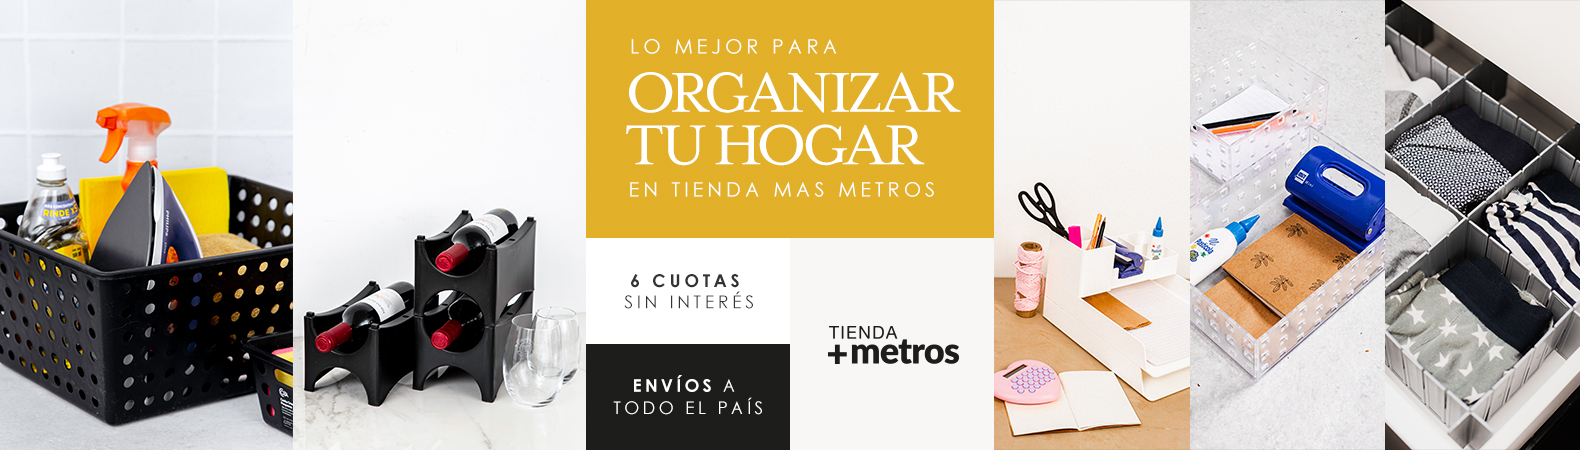 LO MEJOR PARA
ORGANIZAR
TU HOGAR
EN TIENDA MAS METROS
6 CUOTAS
SIN INTERÉS
ENVÍOS A
TODO EL PAÍS
TIENDA
+metros